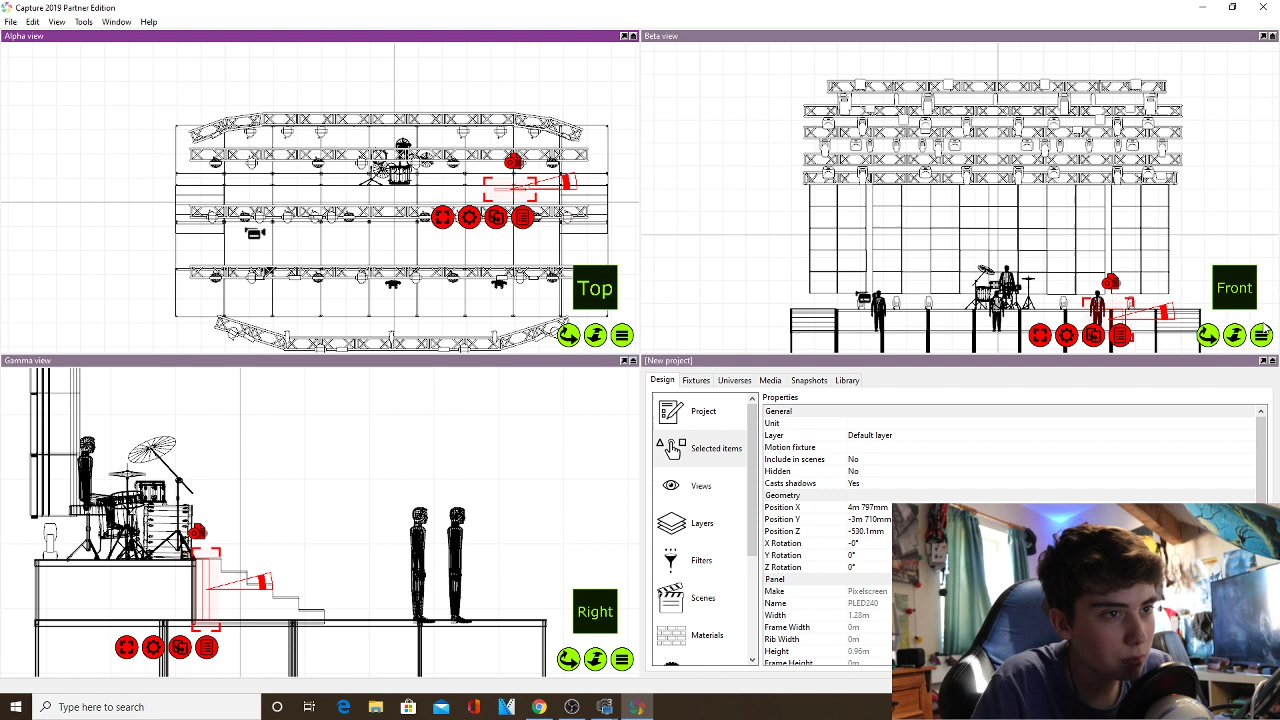 Capture 2019 Partner Edition
File Edit View Tools Window Help
Alpha view
Beta view
Top
Front
Gamma view
Right
[New project]
Design Fixtures Universes Media Snapshots Library
Project
Selected items
Views
Layers
Filters
Scenes
Materials
Properties
General
Unit
Layer Default layer
Motion fixture
Include in scenes No
Hidden No
Casts shadows Yes
Geometry
Position X 4m 797mm
Position Y -3m 710mm
Position Z -530.1mm
X Rotation -0°
Y Rotation 0°
Z Rotation 0°
Panel
Make Pixelscreen
Name PLED240
Width 1.28m
Frame Width 0m
Rib Width 0m
Height 0.96m
Frame Height 0m
Type here to search